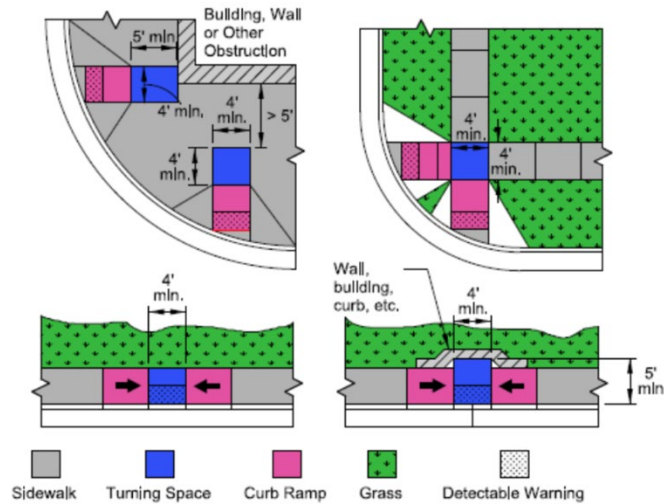 Building, Wall
or Other
Obstruction
5' min.
4' min.
4'
min.
> 5'
4'
min.
4'
min.
4'
min.
4'
min.
Wall,
building,
curb, etc.
4'
min.
5'
min
Sidewalk
Turning Space
Curb Ramp
Grass
Detectable Warning